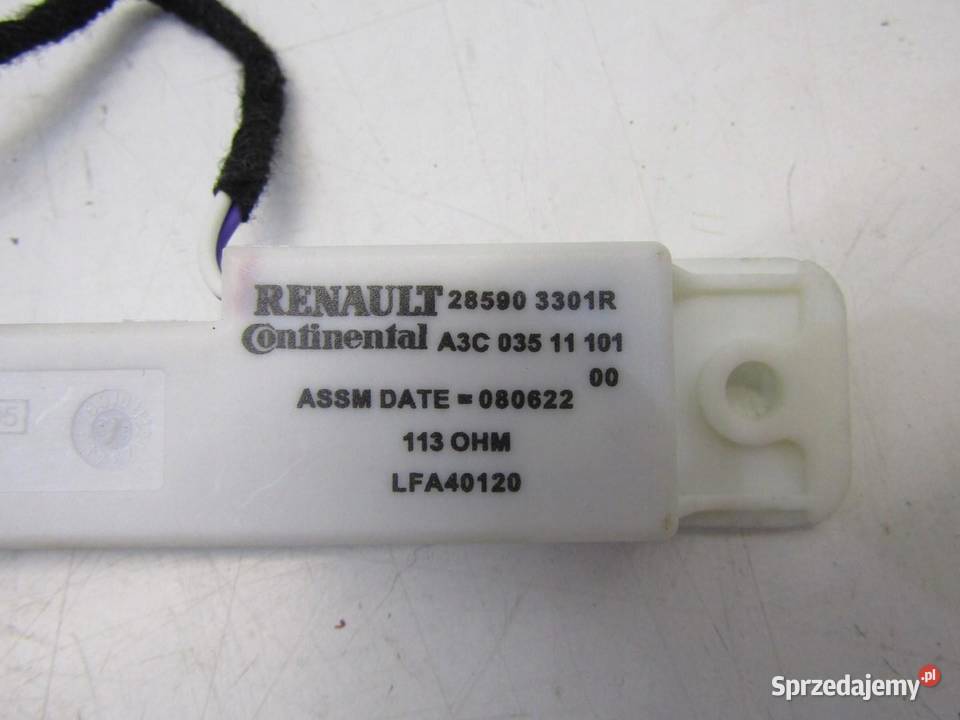 RENAULT 28590 3301R
Continental A3C 035 11 101
00
ASSM DATE = 080622
113 OHM
LFA40120
Sprzedajemy.pl